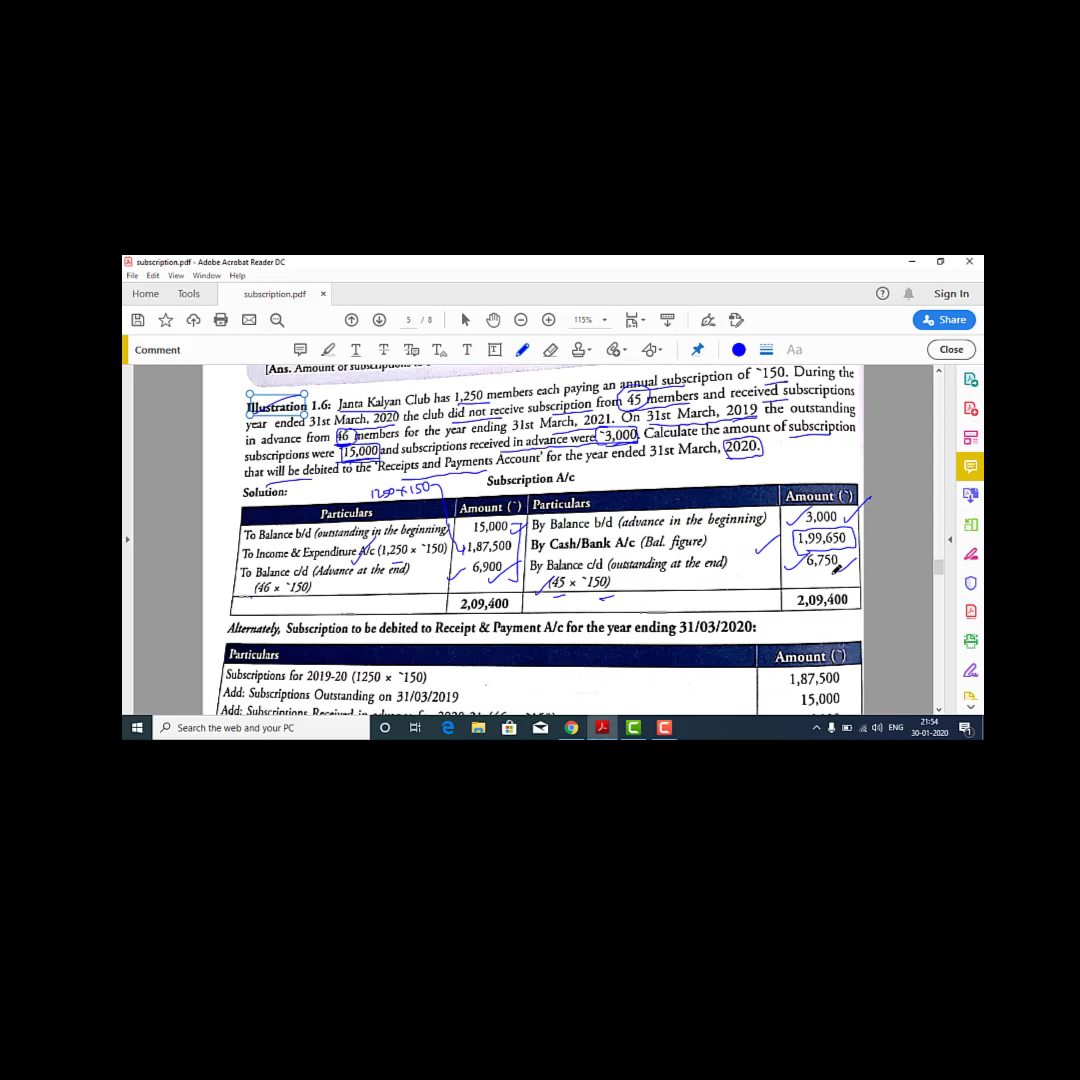 subscription.pdf - Adobe Acrobat Reader DC
File Edit View Window Help
Home Tools subscription.pdf × Sign In
5 / 8 115% Share
Comment Close
[Ans. Amount of subscriptions
Illustration 1.6: Janta Kalyan Club has 1,250 members each paying an annual subscription of `150. During the
year ended 31st March, 2020 the club did not receive subscription from 45 members and received subscriptions
in advance from 46 members for the year ending 31st March, 2021. On 31st March, 2019 the outstanding
subscriptions were 15,000 and subscriptions received in advance were `3,000. Calculate the amount of subscription
that will be debited to the 'Receipts and Payments Account' for the year ended 31st March, 2020.
Solution: 1250×150 Subscription A/c
Particulars Amount (`) Particulars Amount (`)
To Balance b/d (outstanding in the beginning) 15,000 By Balance b/d (advance in the beginning) 3,000
To Income & Expenditure A/c (1,250 × `150) 1,87,500 By Cash/Bank A/c (Bal. figure) 1,99,650
To Balance c/d (Advance at the end) 6,900 By Balance c/d (outstanding at the end) 6,750
(46 × `150) (45 × `150)
2,09,400 2,09,400
Alternately, Subscription to be debited to Receipt & Payment A/c for the year ending 31/03/2020:
Particulars Amount (`)
Subscriptions for 2019-20 (1250 × `150) 1,87,500
Add: Subscriptions Outstanding on 31/03/2019 15,000
Add: Subscriptions Received in advance for
Search the web and your PC ENG 21:54
30-01-2020